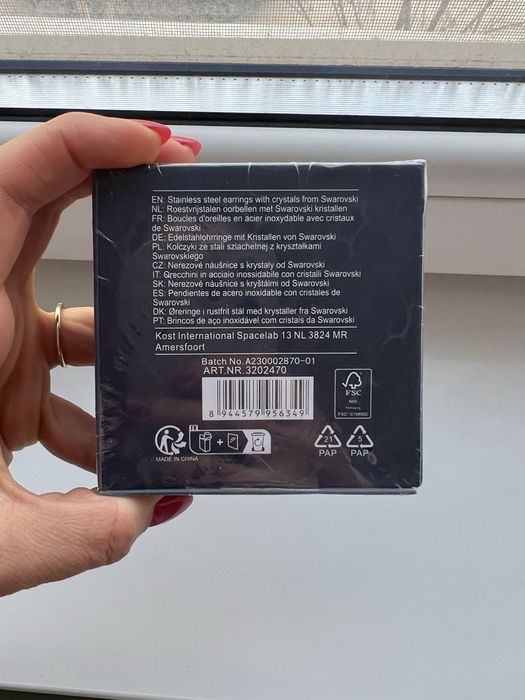 EN: Stainless steel earrings with crystals from Swarovski
NL: Roestvrijstalen oorbellen met Swarovski kristallen
FR: Boucles d'oreilles en acier inoxydable avec cristaux
de Swarovski
DE: Edelstahlohrringe mit Kristallen von Swarovski
PL: Kolczyki ze stali szlachetnej z kryształkami
Swarovskiego
CZ: Nerezové náušnice s krystaly od Swarovski
IT: Orecchini in acciaio inossidabile con cristalli Swarovski
SK: Nerezové náušnice s kryštálmi od Swarovski
ES: Pendientes de acero inoxidable con cristales de
Swarovski
DK: Øreringe i rustfrit stål med krystaller fra Swarovski
PT: Brincos de aço inoxidável com cristais da Swarovski
Kost International Spacelab 13 NL 3824 MR
Amersfoort
Batch No.A230002870-01
ART.NR.3202470
8 944579 956349
FSC
MIX
Packaging
FR
+
MADE IN CHINA
21
PAP
5
PAP